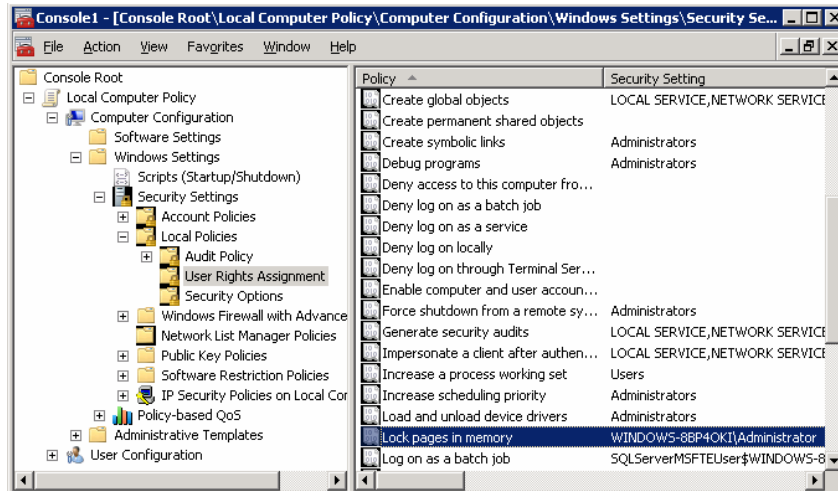 Console1 - [Console Root\Local Computer Policy\Computer Configuration\Windows Settings\Security Se...
File Action View Favorites Window Help
Console Root
Local Computer Policy
Computer Configuration
Software Settings
Windows Settings
Scripts (Startup/Shutdown)
Security Settings
Account Policies
Local Policies
Audit Policy
User Rights Assignment
Security Options
Windows Firewall with Advance
Network List Manager Policies
Public Key Policies
Software Restriction Policies
IP Security Policies on Local Cor
Policy-based QoS
Administrative Templates
User Configuration
Policy Security Setting
Create global objects LOCAL SERVICE,NETWORK SERVICE
Create permanent shared objects
Create symbolic links Administrators
Debug programs Administrators
Deny access to this computer fro...
Deny log on as a batch job
Deny log on as a service
Deny log on locally
Deny log on through Terminal Ser...
Enable computer and user accoun...
Force shutdown from a remote sy... Administrators
Generate security audits LOCAL SERVICE,NETWORK SERVICE
Impersonate a client after authen... LOCAL SERVICE,NETWORK SERVICE
Increase a process working set Users
Increase scheduling priority Administrators
Load and unload device drivers Administrators
Lock pages in memory WINDOWS-8BP4OKI\Administrator
Log on as a batch job SQLServerMSFTEUser$WINDOWS-8